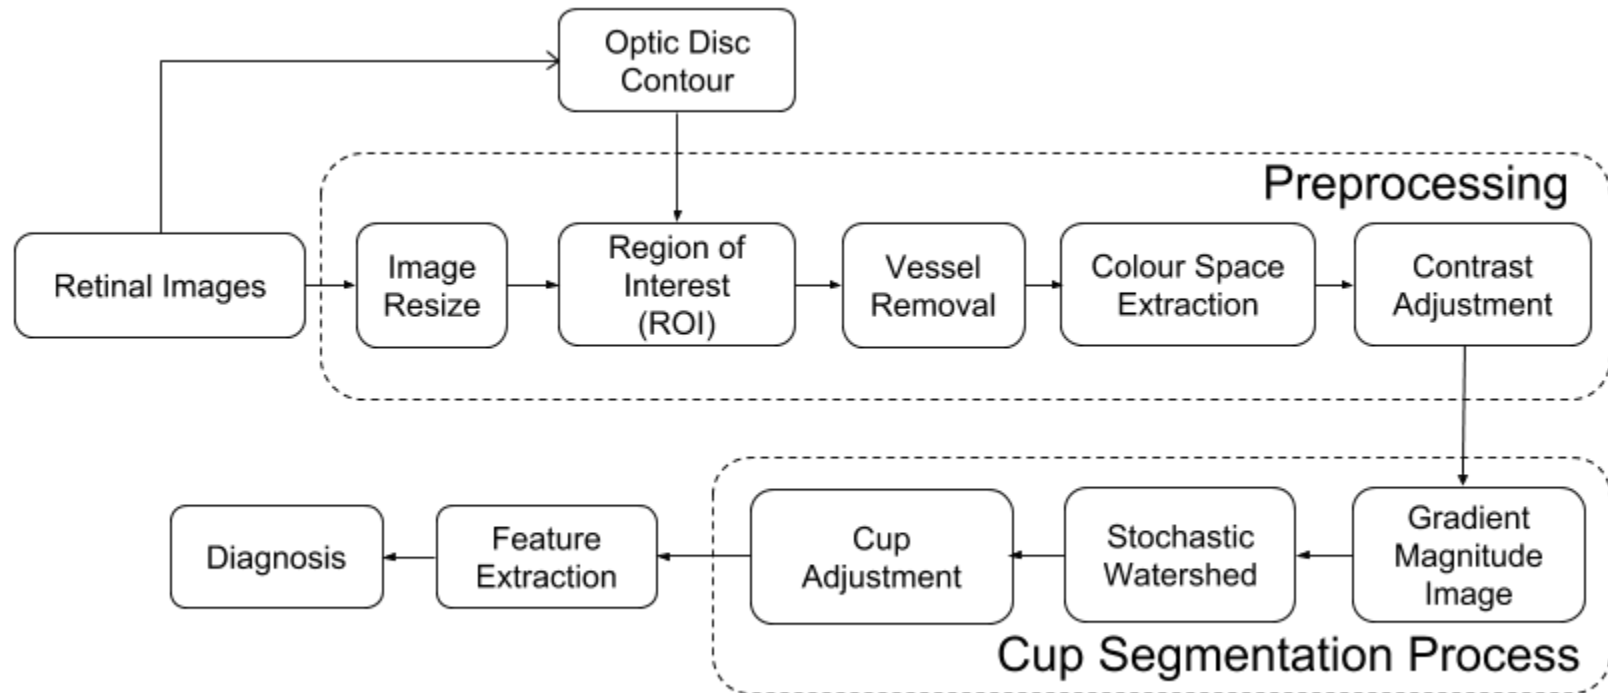 Optic Disc
Contour
Preprocessing
Retinal Images
Image
Resize
Region of
Interest
(ROI)
Vessel
Removal
Colour Space
Extraction
Contrast
Adjustment
Diagnosis
Feature
Extraction
Cup
Adjustment
Stochastic
Watershed
Gradient
Magnitude
Image
Cup Segmentation Process